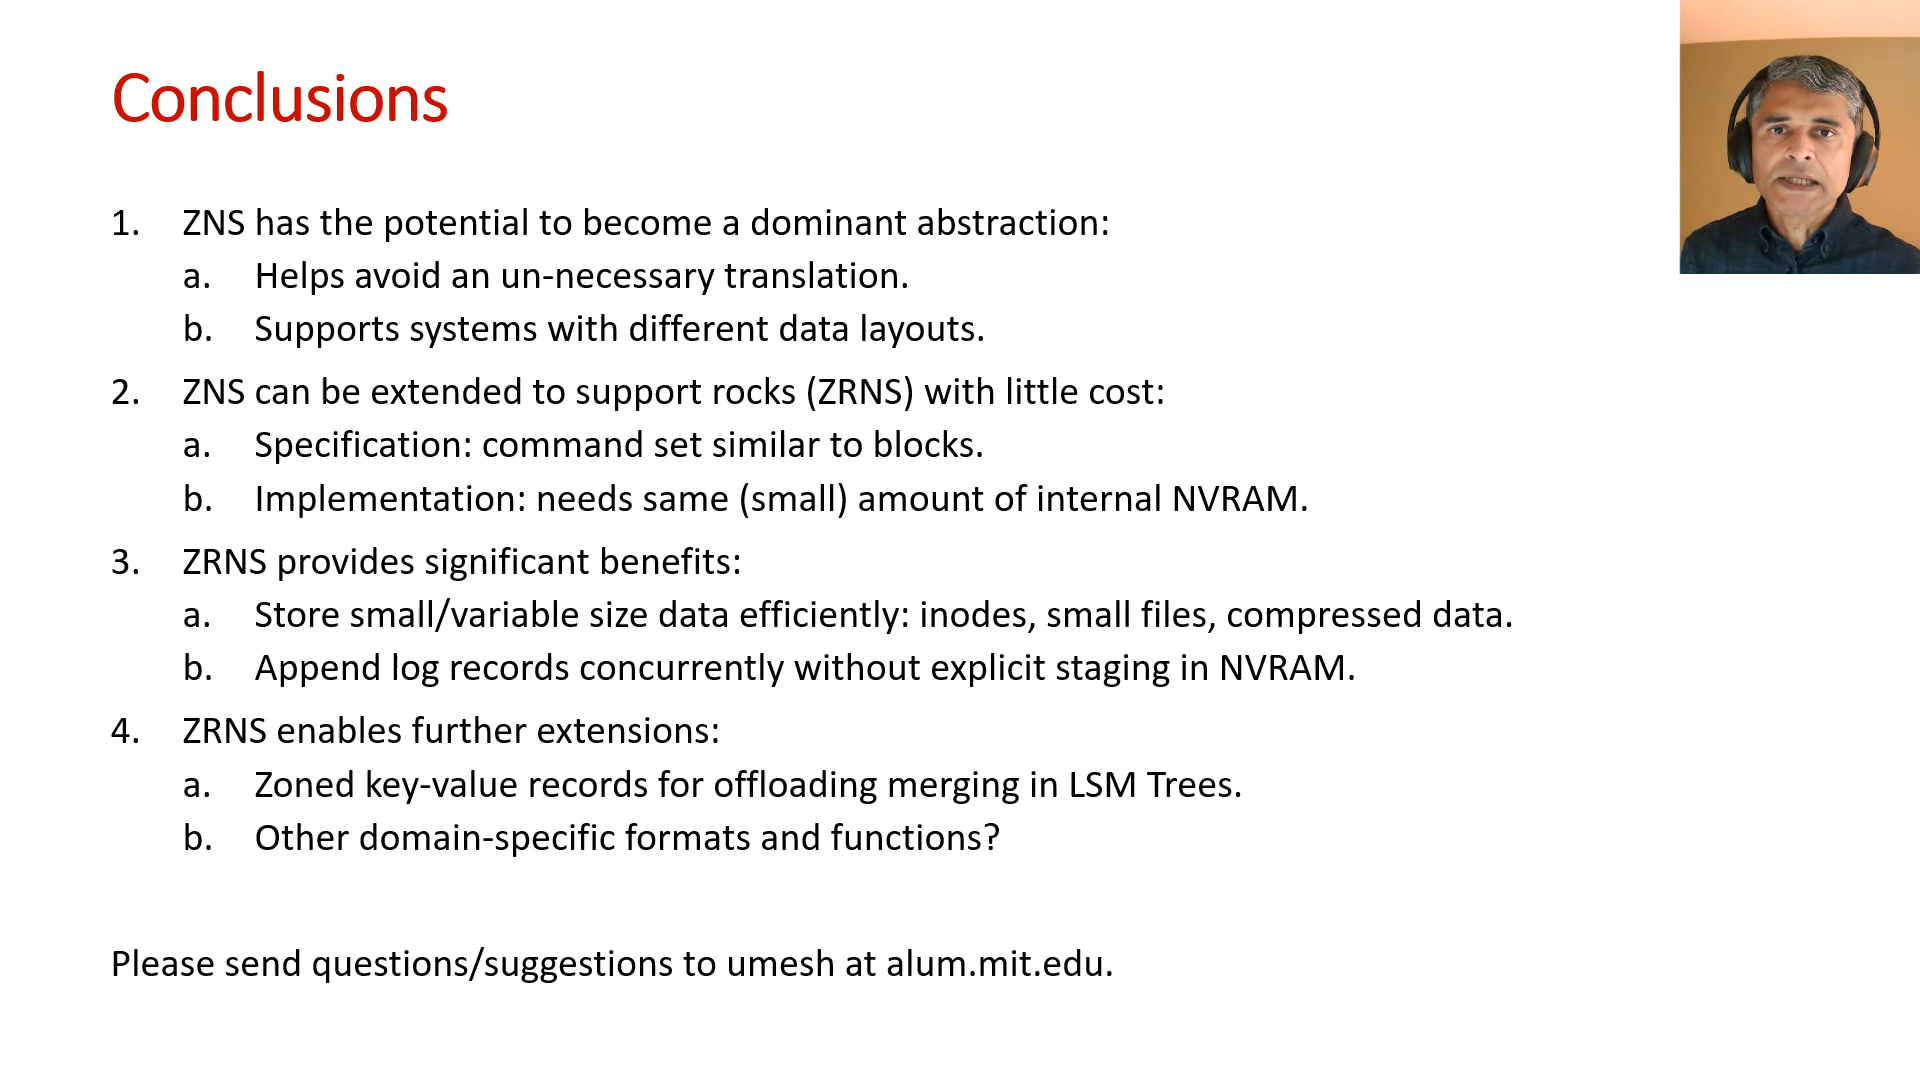 Conclusions
1. ZNS has the potential to become a dominant abstraction:
a. Helps avoid an un-necessary translation.
b. Supports systems with different data layouts.
2. ZNS can be extended to support rocks (ZRNS) with little cost:
a. Specification: command set similar to blocks.
b. Implementation: needs same (small) amount of internal NVRAM.
3. ZRNS provides significant benefits:
a. Store small/variable size data efficiently: inodes, small files, compressed data.
b. Append log records concurrently without explicit staging in NVRAM.
4. ZRNS enables further extensions:
a. Zoned key-value records for offloading merging in LSM Trees.
b. Other domain-specific formats and functions?
Please send questions/suggestions to umesh at alum.mit.edu.